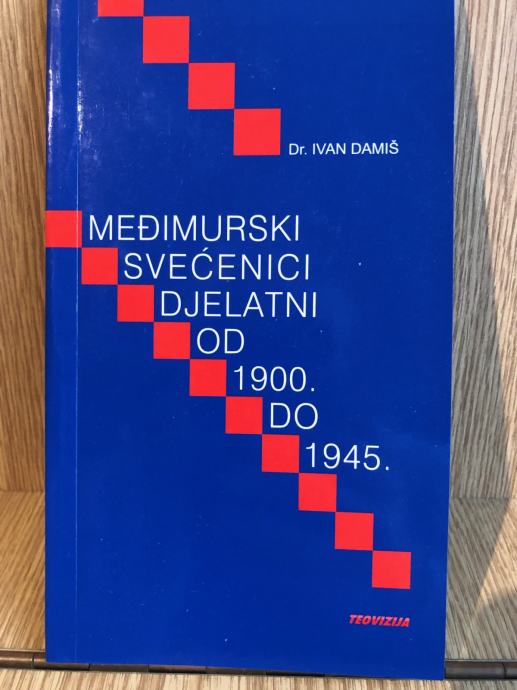 Dr. IVAN DAMIŠ
MEĐIMURSKI
SVEĆENICI
DJELATNI
OD
1900.
DO
1945.
TEOVIZIJA